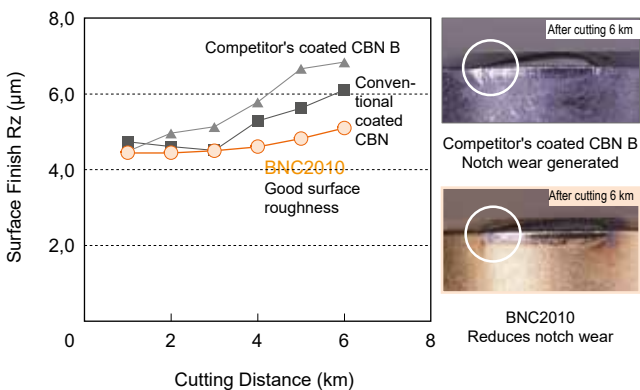 8,0
6,0
4,0
2,0
0
0
2
4
6
8
Surface Finish Rz (µm)
Cutting Distance (km)
Competitor's coated CBN B
Conven-
tional
coated
CBN
BNC2010
Good surface
roughness
After cutting 6 km
Competitor's coated CBN B
Notch wear generated
After cutting 6 km
BNC2010
Reduces notch wear